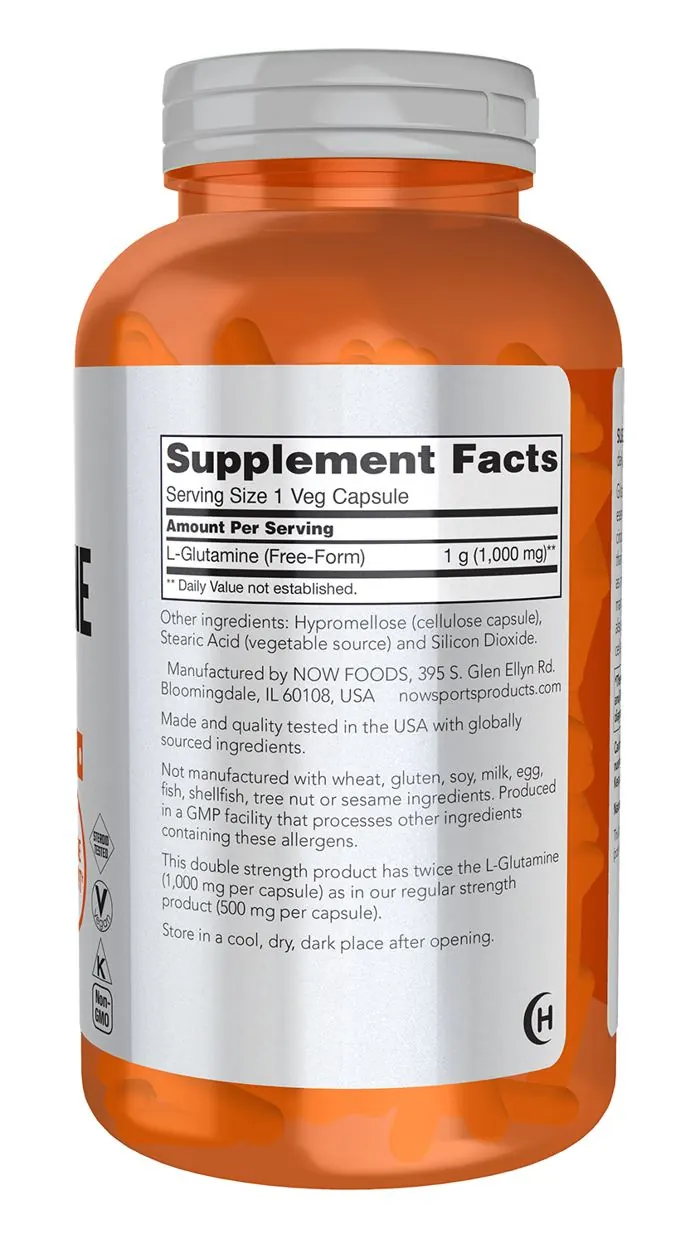 Supplement Facts
Serving Size 1 Veg Capsule
Amount Per Serving
L-Glutamine (Free-Form) 1 g (1,000 mg)**
** Daily Value not established.
Other ingredients: Hypromellose (cellulose capsule),
Stearic Acid (vegetable source) and Silicon Dioxide.
Manufactured by NOW FOODS, 395 S. Glen Ellyn Rd.
Bloomingdale, IL 60108, USA nowsportsproducts.com
Made and quality tested in the USA with globally
sourced ingredients.
Not manufactured with wheat, gluten, soy, milk, egg,
fish, shellfish, tree nut or sesame ingredients. Produced
in a GMP facility that processes other ingredients
containing these allergens.
This double strength product has twice the L-Glutamine
(1,000 mg per capsule) as in our regular strength
product (500 mg per capsule).
Store in a cool, dry, dark place after opening.
STEROID
TESTED
V
Vegan
K
Non-
GMO
H